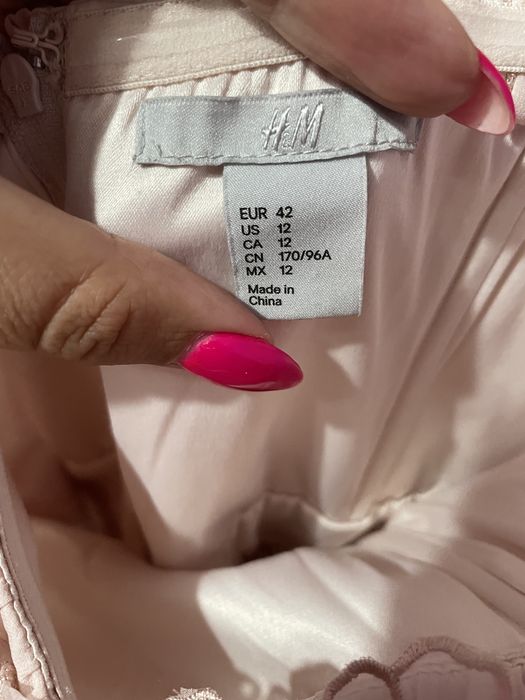 H&M
EUR 42
US 12
CA 12
CN 170/96A
MX 12
Made in
China